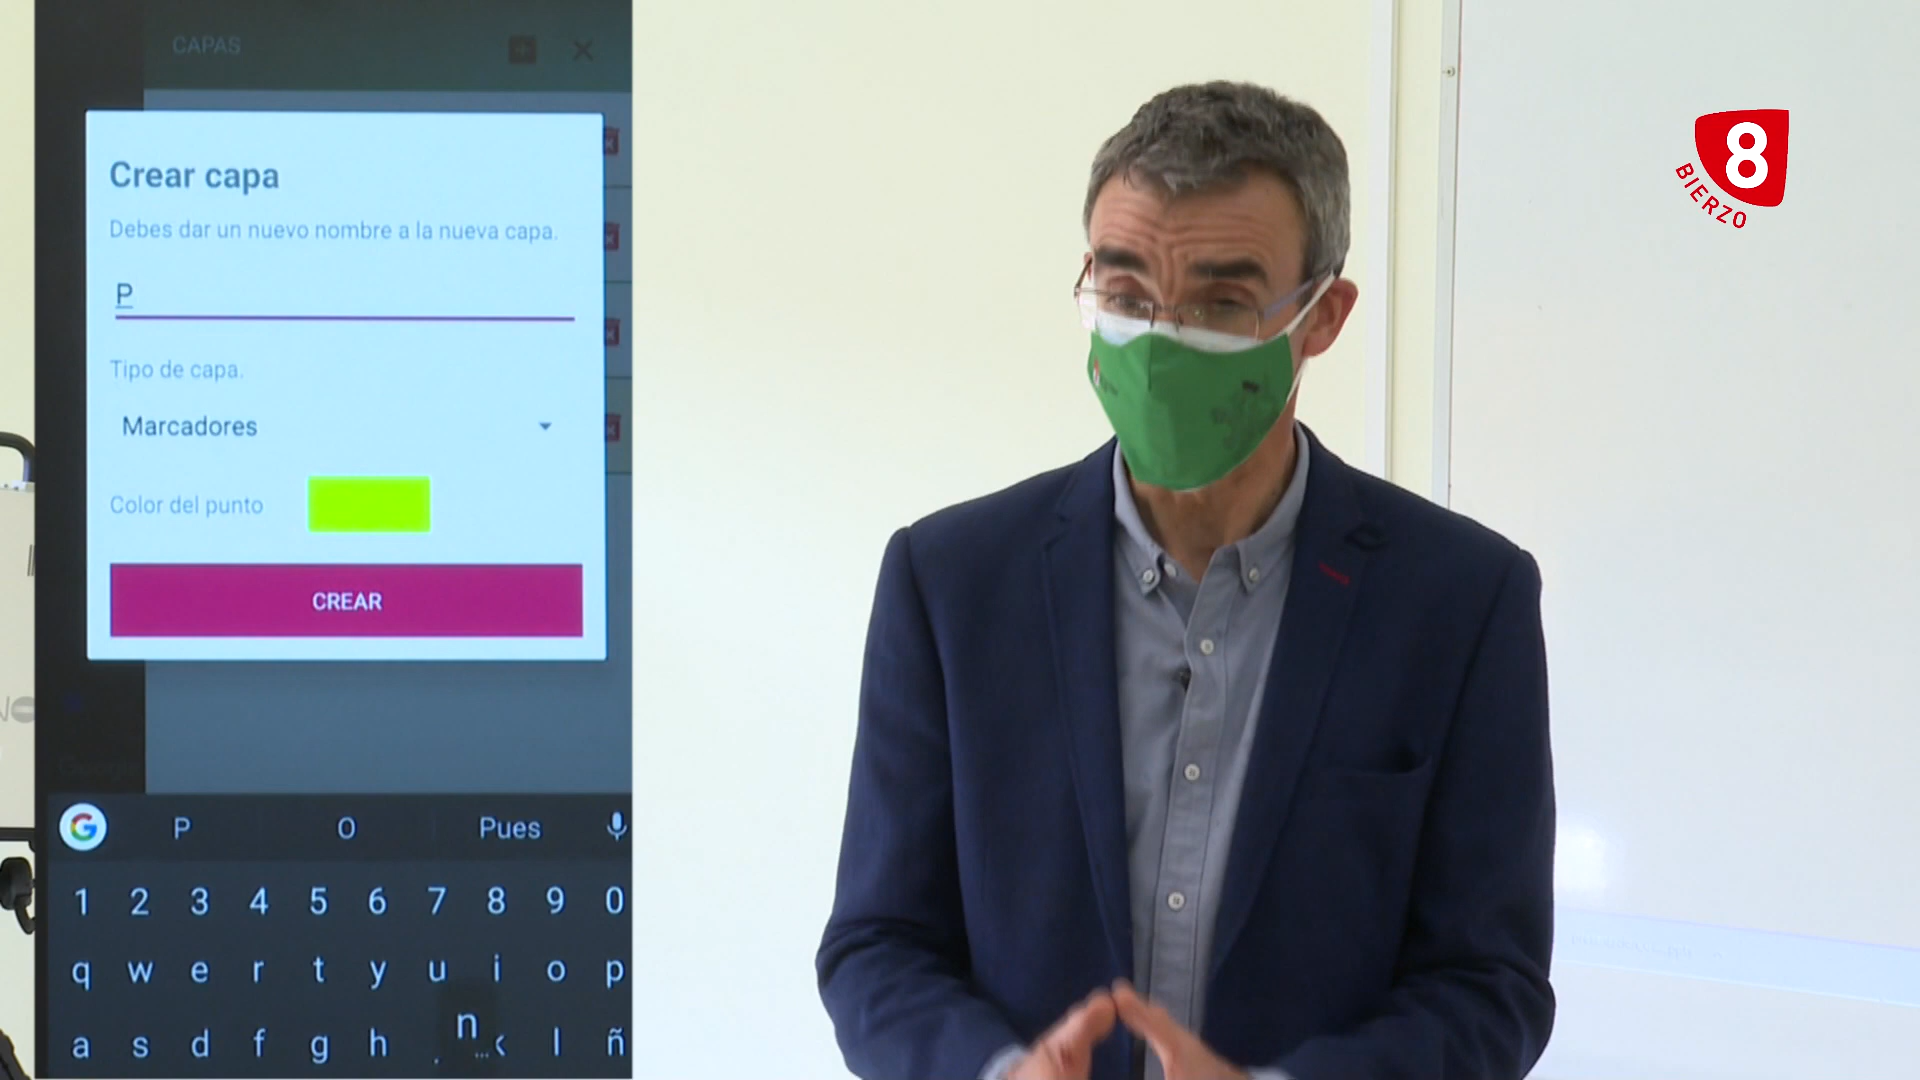 CAPAS
Crear capa
Debes dar un nuevo nombre a la nueva capa.
P
Tipo de capa.
Marcadores
Color del punto
CREAR
G P O Pues
1 2 3 4 5 6 7 8 9 0
q w e r t y u i o p
n
a s d f g h l ñ
8
BIERZO